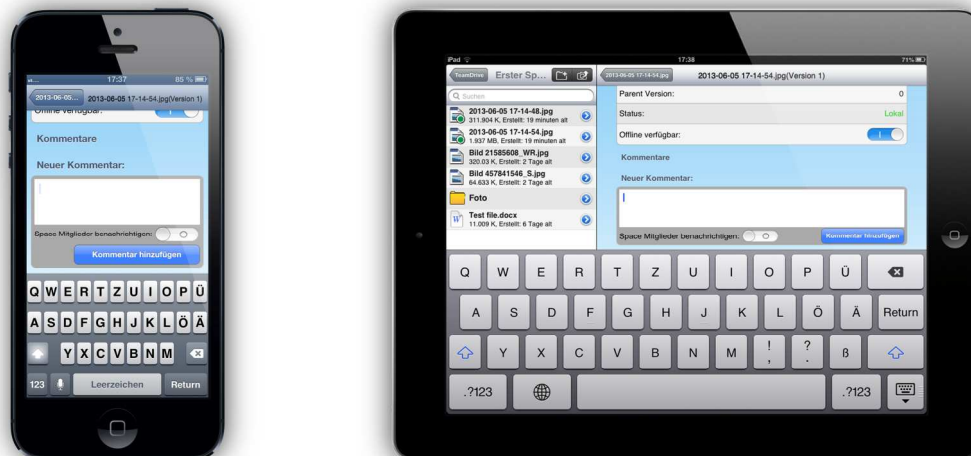 17:37
85 %
2013-06-05...
2013-06-05 17-14-54.jpg(Version 1)
Offline verfügbar:
Kommentare
Neuer Kommentar:
Space Mitglieder benachrichtigen:
Kommentar hinzufügen
Q W E R T Z U I O P Ü
A S D F G H J K L Ö Ä
Y X C V B N M
123
Leerzeichen
Return
iPad
17:38
71%
TeamDrive
Erster Sp...
2013-06-05 17-14-54.jpg
2013-06-05 17-14-54.jpg(Version 1)
Suchen
2013-06-05 17-14-48.jpg
311.904 K, Erstellt: 19 minuten alt
2013-06-05 17-14-54.jpg
1.937 MB, Erstellt: 19 minuten alt
Bild 21585608_WR.jpg
320.03 K, Erstellt: 2 Tage alt
Bild 457841546_S.jpg
64.633 K, Erstellt: 2 Tage alt
Foto
Test file.docx
11.009 K, Erstellt: 6 Tage alt
Parent Version: 0
Status: Lokal
Offline verfügbar:
Kommentare
Neuer Kommentar:
Space Mitglieder benachrichtigen:
Kommentar hinzufügen
Q W E R T Z U I O P Ü
A S D F G H J K L Ö Ä Return
Y X C V B N M ! , ? . ß
.?123 .?123